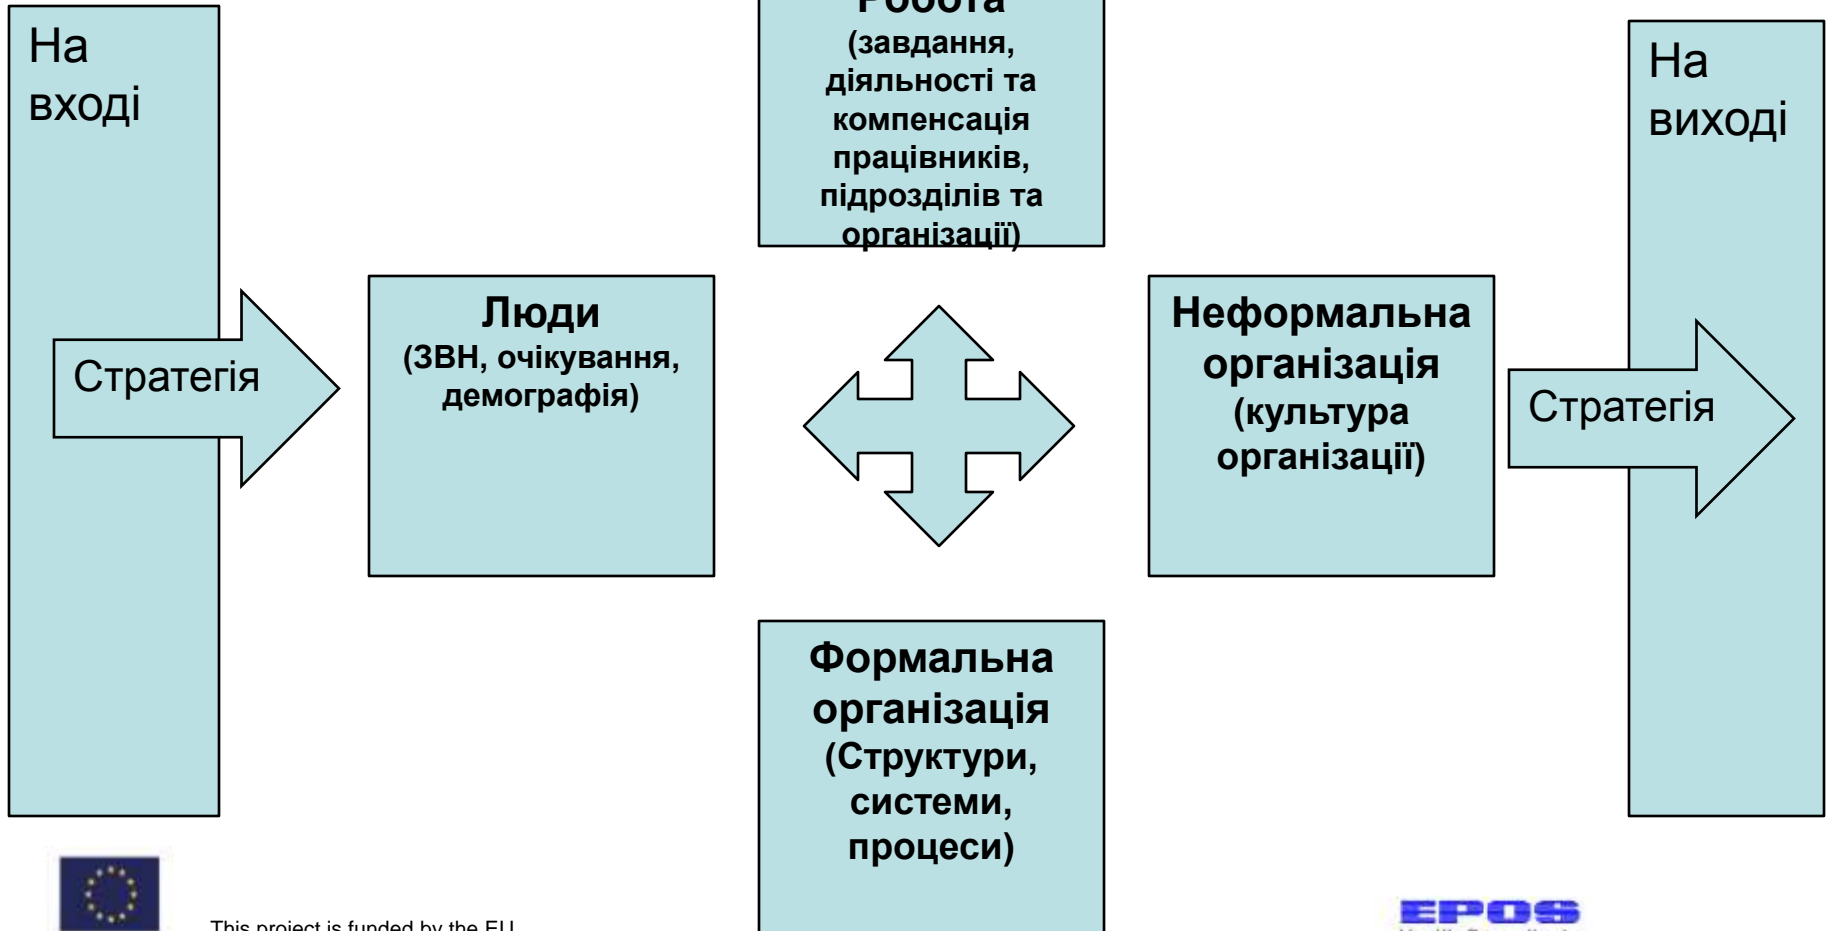 На
вході
Стратегія
Люди
(ЗВН, очікування,
демографія)
Робота
(завдання,
діяльності та
компенсація
працівників,
підрозділів та
організації)
Неформальна
організація
(культура
організації)
Формальна
організація
(Структури,
системи,
процеси)
На
виході
Стратегія
This project is funded by the EU
EPOS